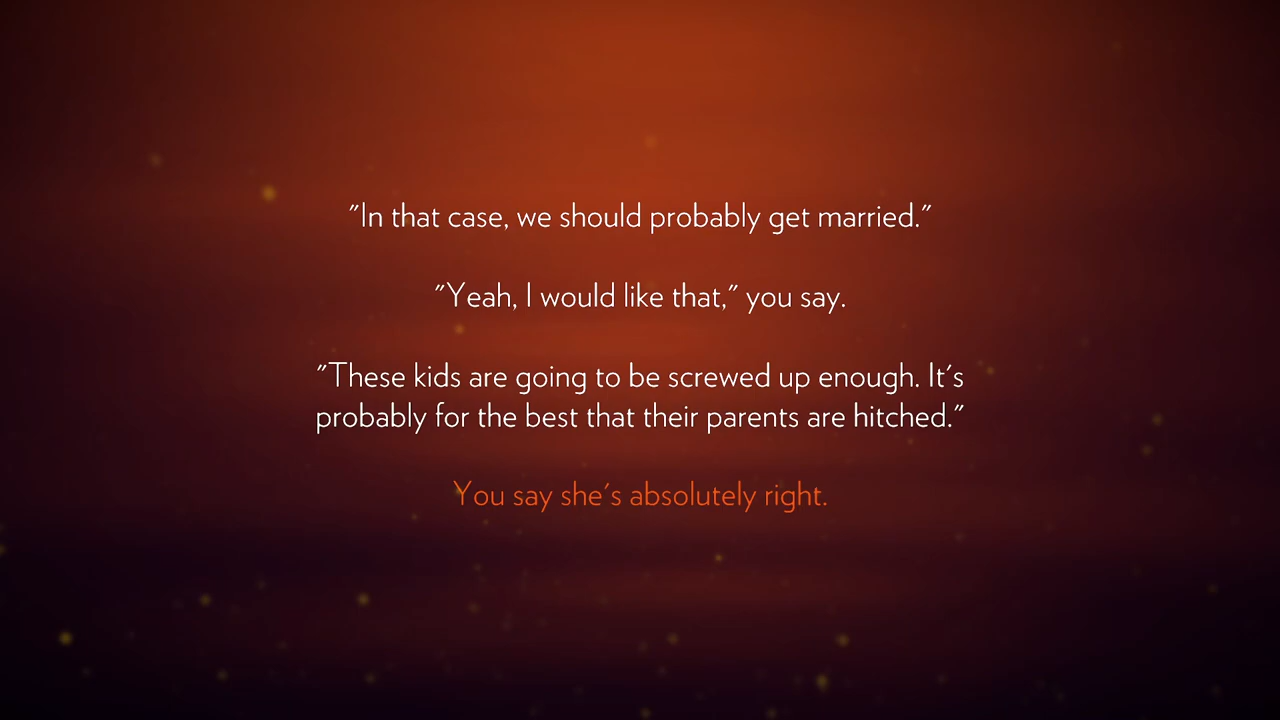 "In that case, we should probably get married."
"Yeah, I would like that," you say.
"These kids are going to be screwed up enough. It's
probably for the best that their parents are hitched."
You say she's absolutely right.